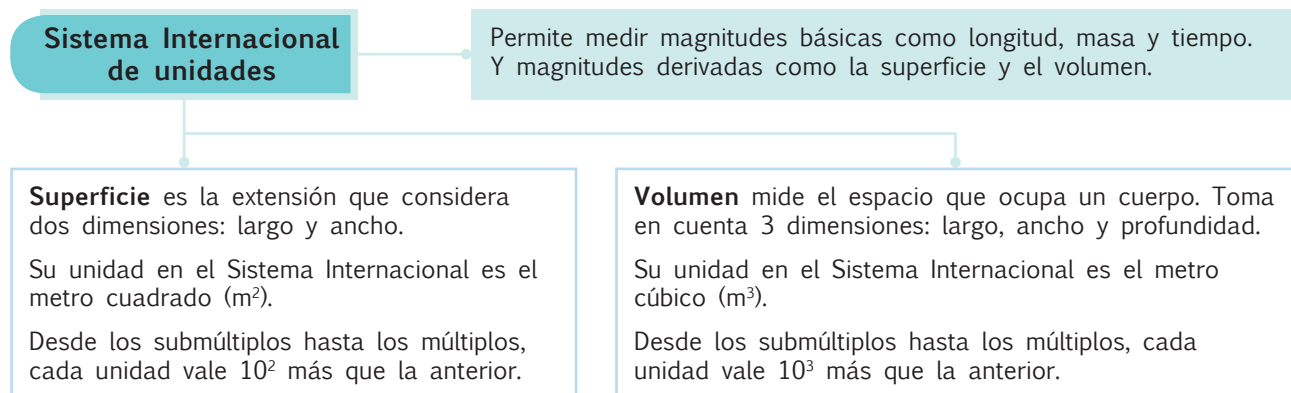 Sistema Internacional
de unidades
Permite medir magnitudes básicas como longitud, masa y tiempo.
Y magnitudes derivadas como la superficie y el volumen.
Superficie es la extensión que considera
dos dimensiones: largo y ancho.
Su unidad en el Sistema Internacional es el
metro cuadrado (m²).
Desde los submúltiplos hasta los múltiplos,
cada unidad vale 10² más que la anterior.
Volumen mide el espacio que ocupa un cuerpo. Toma
en cuenta 3 dimensiones: largo, ancho y profundidad.
Su unidad en el Sistema Internacional es el metro
cúbico (m³).
Desde los submúltiplos hasta los múltiplos, cada
unidad vale 10³ más que la anterior.